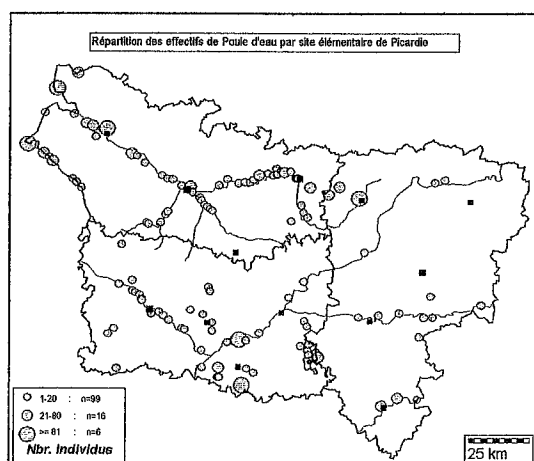 Répartition des effectifs de Poule d'eau par site élémentaire de Picardie
1-20 : n=99
21-80 : n=16
>= 81 : n=6
Nbr. Individus
25 km